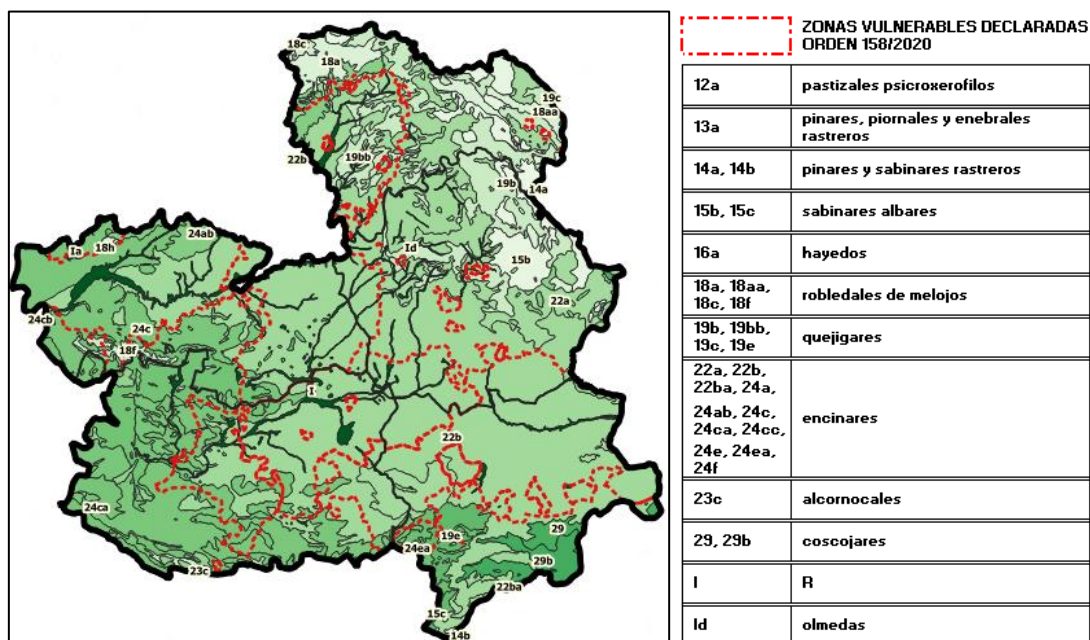 18c
18a
19c
18aa
22b
19bb
19b
14a
Id
15b
22a
24ab
Ia
18h
24cb
24c
18f
I
22b
24ca
23c
24ea
19e
29
29b
22ba
15c
14b
ZONAS VULNERABLES DECLARADAS
ORDEN 158/2020
12a pastizales psicroxerofilos
13a pinares, piornales y enebrales
rastreros
14a, 14b pinares y sabinares rastreros
15b, 15c sabinares albares
16a hayedos
18a, 18aa,
18c, 18f robledales de melojos
19b, 19bb,
19c, 19e quejigares
22a, 22b,
22ba, 24a,
24ab, 24c,
24ca, 24cc,
24e, 24ea,
24f
encinares
23c alcornocales
29, 29b coscojares
I R
Id olmedas